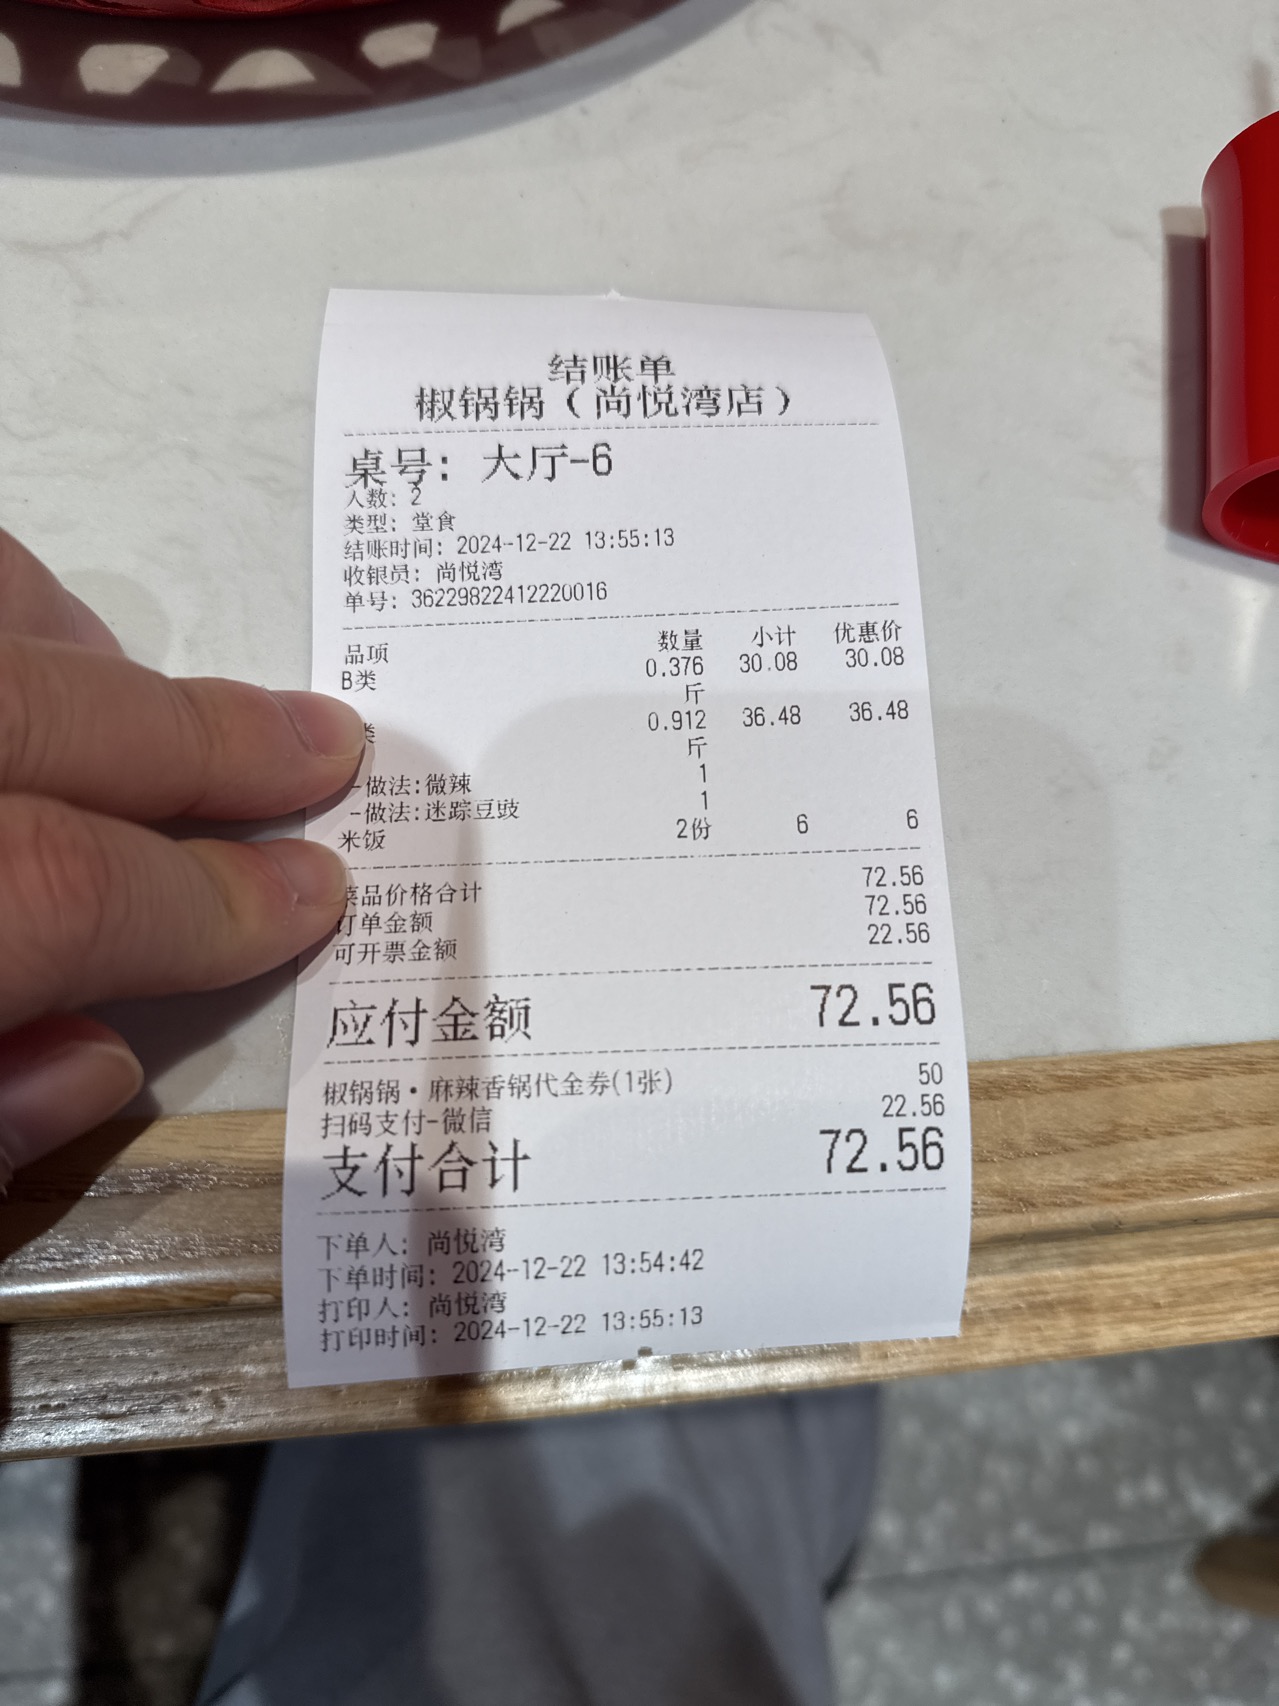 结账单
椒锅锅（尚悦湾店）
桌号：大厅-6
人数：2
类型：堂食
结账时间：2024-12-22 13:55:13
收银员：尚悦湾
单号：36229822412220016
品项 数量 小计 优惠价
B类 0.376斤 30.08 30.08
类 0.912斤 36.48 36.48
-做法:微辣 1
-做法:迷踪豆豉 1
米饭 2份 6 6
菜品价格合计 72.56
订单金额 72.56
可开票金额 22.56
应付金额 72.56
椒锅锅·麻辣香锅代金券(1张) 50
扫码支付-微信 22.56
支付合计 72.56
下单人：尚悦湾
下单时间：2024-12-22 13:54:42
打印人：尚悦湾
打印时间：2024-12-22 13:55:13